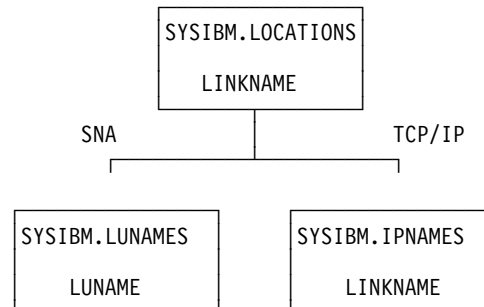 SYSIBM.LOCATIONS
LINKNAME
SNA
TCP/IP
SYSIBM.LUNAMES
SYSIBM.IPNAMES
LUNAME
LINKNAME